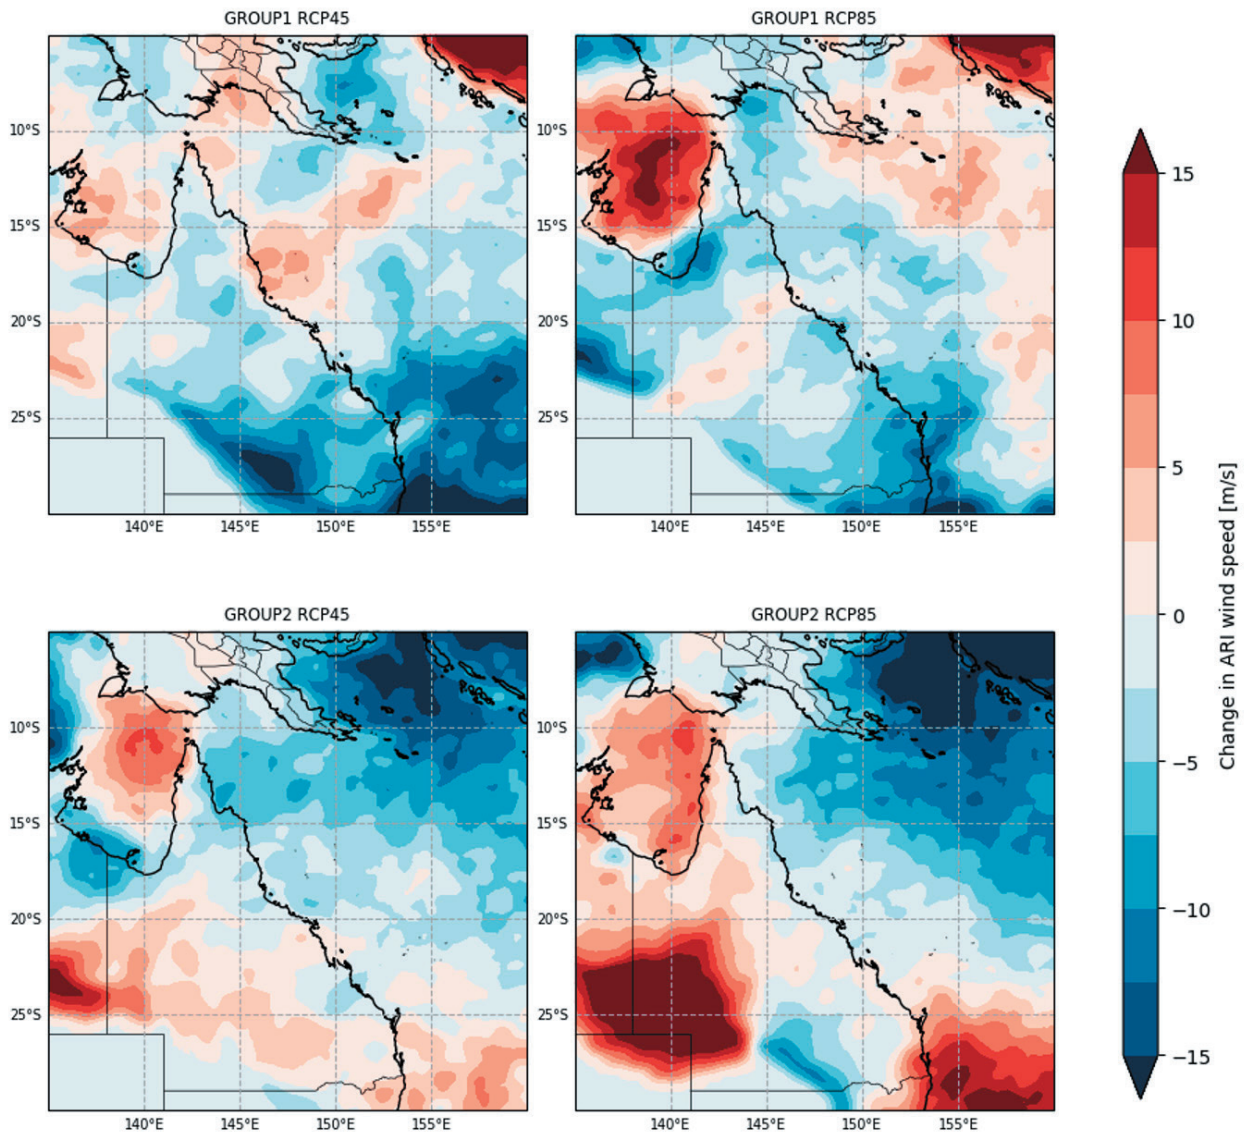 GROUP1 RCP45
GROUP1 RCP85
10°S
15°S
20°S
25°S
140°E 145°E 150°E 155°E
10°S
15°S
20°S
25°S
140°E 145°E 150°E 155°E
GROUP2 RCP45
GROUP2 RCP85
10°S
15°S
20°S
25°S
140°E 145°E 150°E 155°E
10°S
15°S
20°S
25°S
140°E 145°E 150°E 155°E
15
10
5
0
−5
−10
−15
Change in ARI wind speed [m/s]